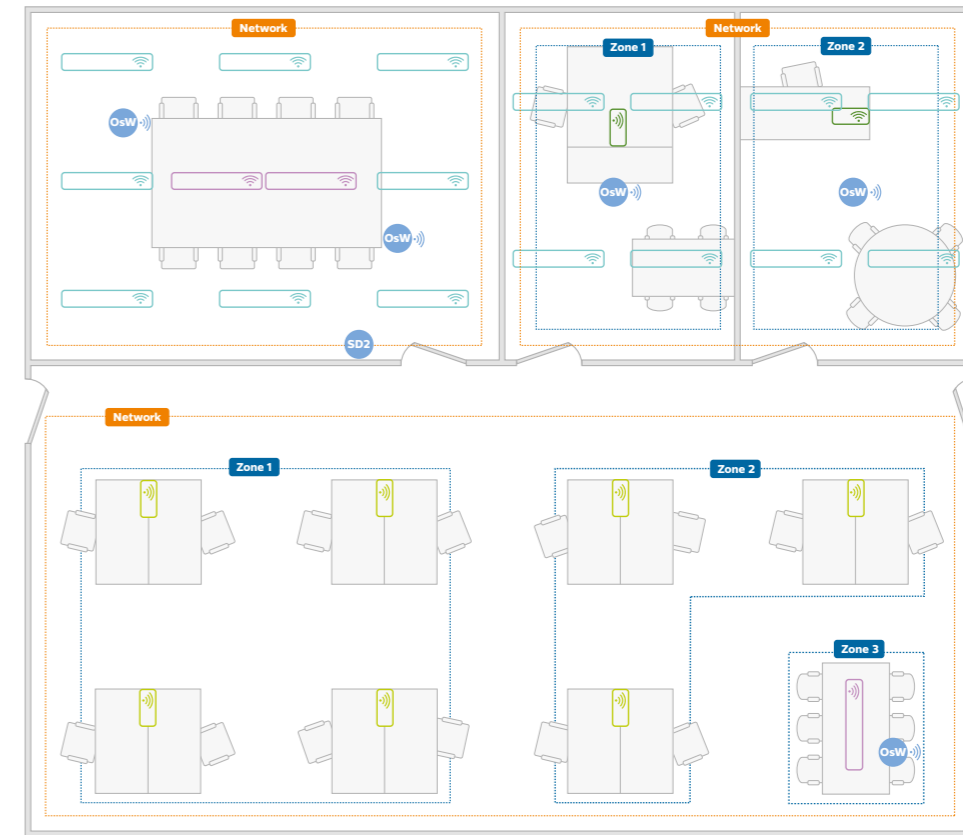 Network
Network
Zone 1
Zone 2
OsW
OsW
OsW
OsW
SD2
Network
Zone 1
Zone 2
Zone 3
OsW